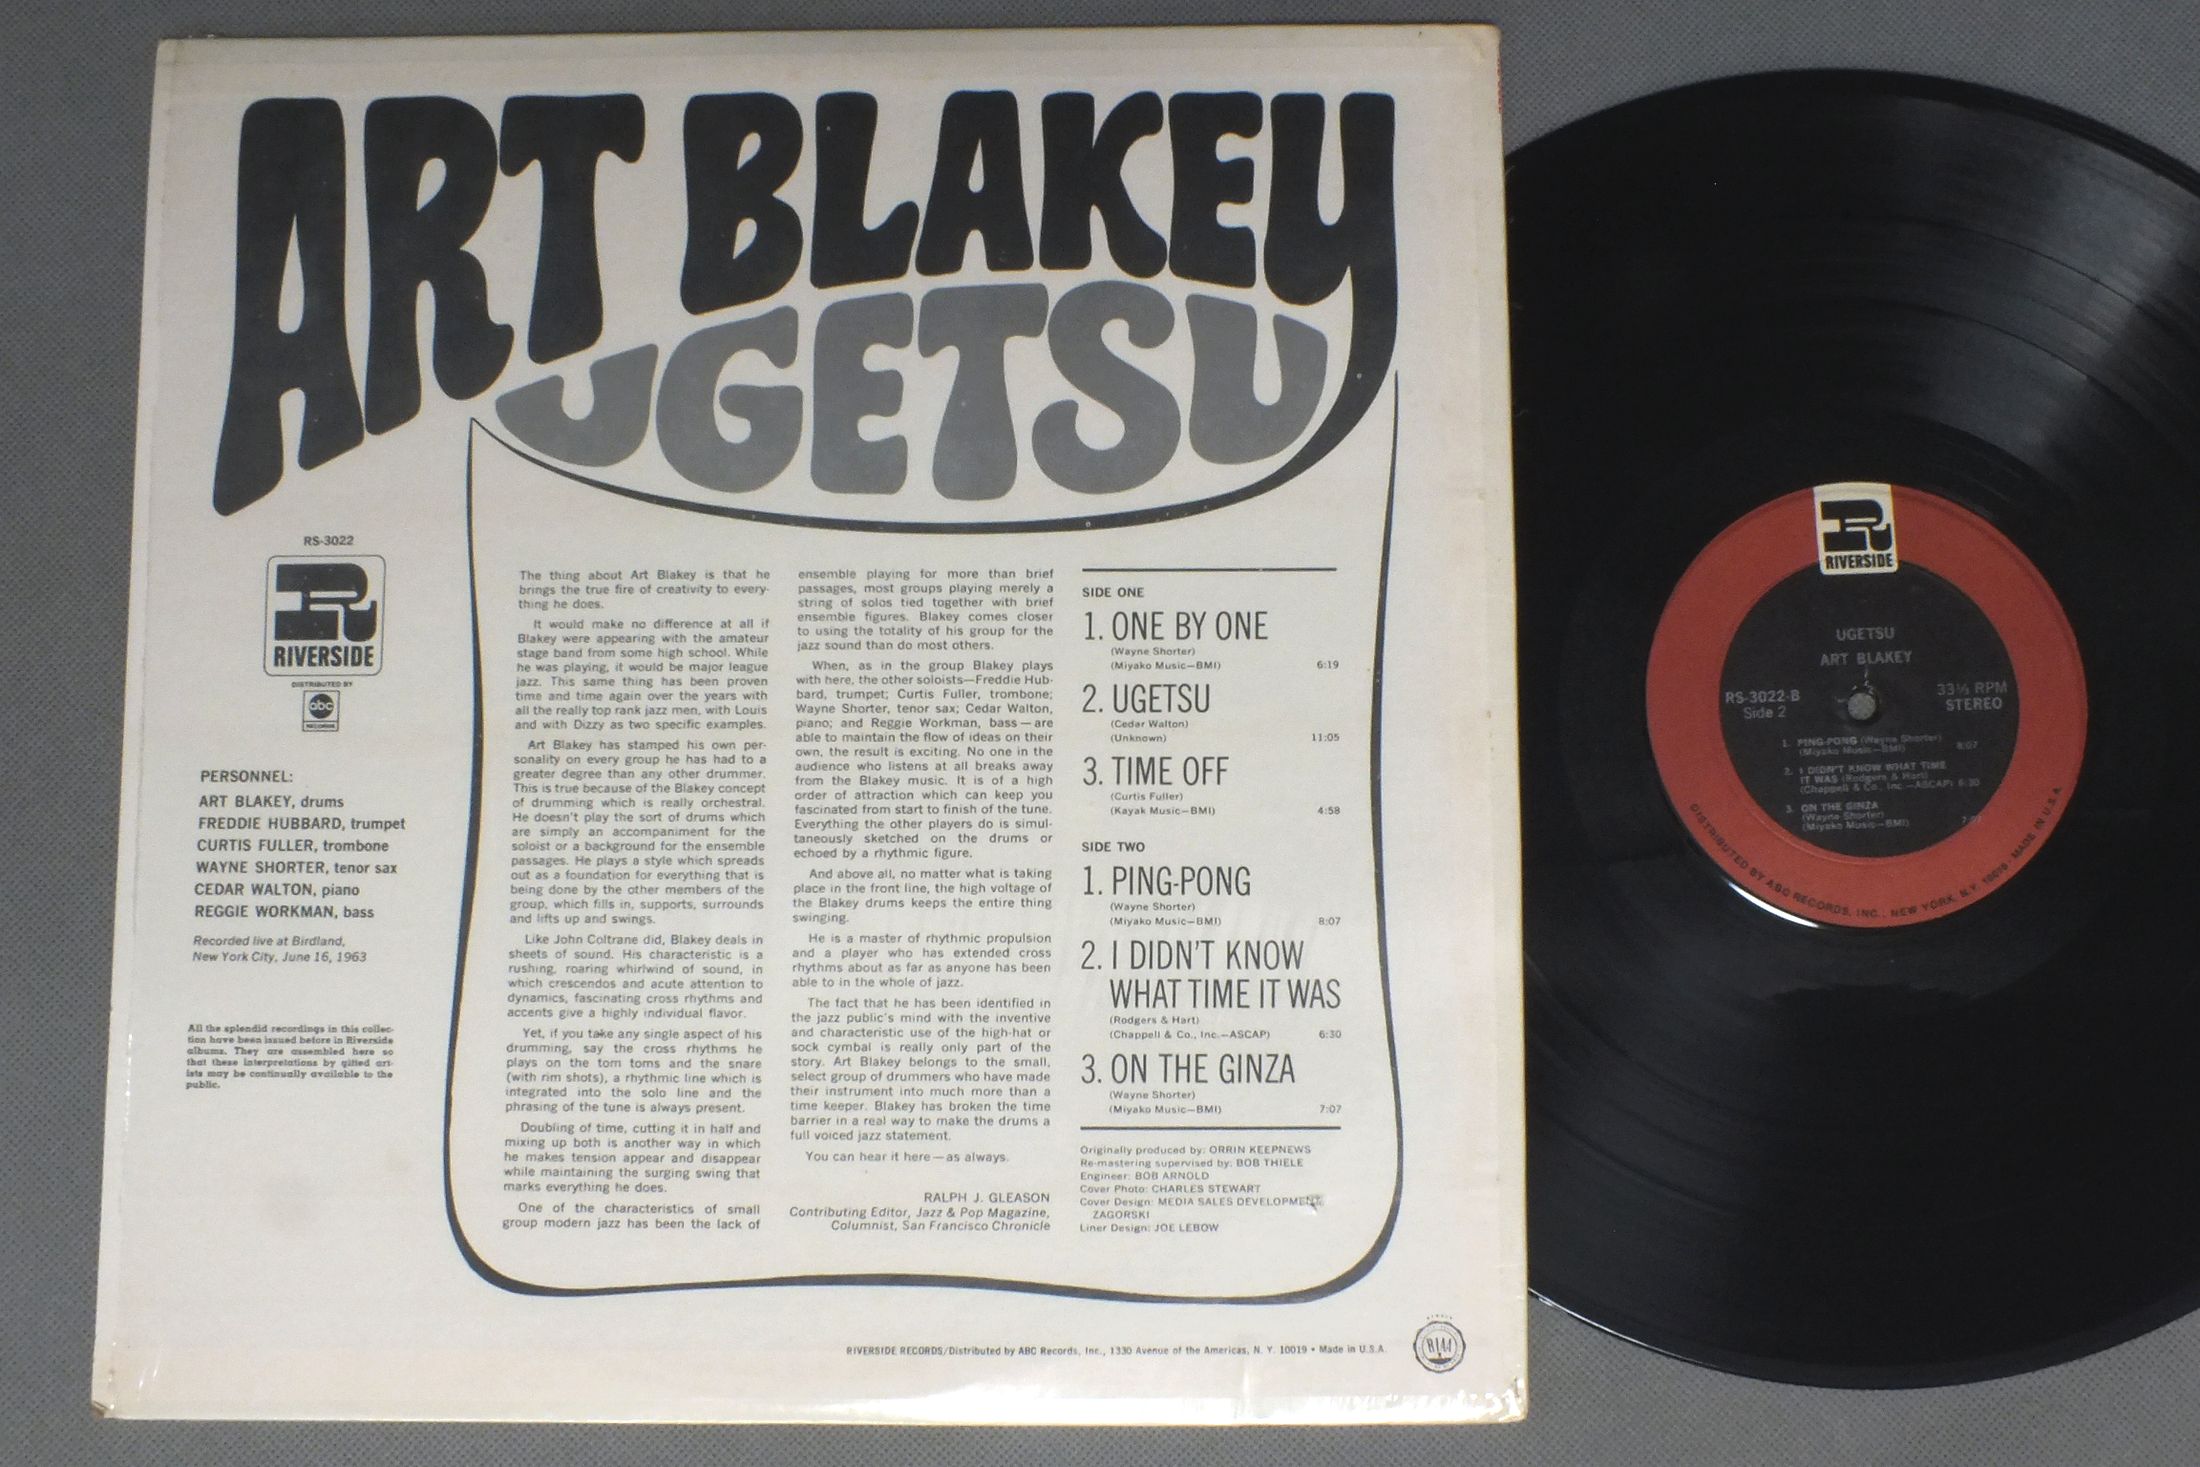 ART BLAKEY
UGETSU
RS-3022
R
RIVERSIDE
DISTRIBUTED BY
abc
RECORDS
PERSONNEL:
ART BLAKEY, drums
FREDDIE HUBBARD, trumpet
CURTIS FULLER, trombone
WAYNE SHORTER, tenor sax
CEDAR WALTON, piano
REGGIE WORKMAN, bass
Recorded live at Birdland,
New York City, June 16, 1963
All the splendid recordings in this collec-
tion have been issued before in Riverside
albums. They are assembled here so
that these interpretations by gifted art-
ists may be continually available to the
public.
The thing about Art Blakey is that he
brings the true fire of creativity to every-
thing he does.
It would make no difference at all if
Blakey were appearing with the amateur
stage band from some high school. While
he was playing, it would be major league
jazz. This same thing has been proven
time and time again over the years with
all the really top rank jazz men, with Louis
and with Dizzy as two specific examples.
Art Blakey has stamped his own per-
sonality on every group he has had to a
greater degree than any other drummer.
This is true because of the Blakey concept
of drumming which is really orchestral.
He doesn't play the sort of drums which
are simply an accompaniment for the
soloist or a background for the ensemble
passages. He plays a style which spreads
out as a foundation for everything that is
being done by the other members of the
group, which fills in, supports, surrounds
and lifts up and swings.
Like John Coltrane did, Blakey deals in
sheets of sound. His characteristic is a
rushing, roaring whirlwind of sound, in
which crescendos and acute attention to
dynamics, fascinating cross rhythms and
accents give a highly individual flavor.
Yet, if you take any single aspect of his
drumming, say the cross rhythms he
plays on the tom toms and the snare
(with rim shots), a rhythmic line which is
integrated into the solo line and the
phrasing of the tune is always present.
Doubling of time, cutting it in half and
mixing up both is another way in which
he makes tension appear and disappear
while maintaining the surging swing that
marks everything he does.
One of the characteristics of small
group modern jazz has been the lack of
ensemble playing for more than brief
passages, most groups playing merely a
string of solos tied together with brief
ensemble figures. Blakey comes closer
to using the totality of his group for the
jazz sound than do most others.
When, as in the group Blakey plays
with here, the other soloists—Freddie Hub-
bard, trumpet; Curtis Fuller, trombone;
Wayne Shorter, tenor sax; Cedar Walton,
piano; and Reggie Workman, bass—are
able to maintain the flow of ideas on their
own, the result is exciting. No one in the
audience who listens at all breaks away
from the Blakey music. It is of a high
order of attraction which can keep you
fascinated from start to finish of the tune.
Everything the other players do is simul-
taneously sketched on the drums or
echoed by a rhythmic figure.
And above all, no matter what is taking
place in the front line, the high voltage of
the Blakey drums keeps the entire thing
swinging.
He is a master of rhythmic propulsion
and a player who has extended cross
rhythms about as far as anyone has been
able to in the whole of jazz.
The fact that he has been identified in
the jazz public's mind with the inventive
and characteristic use of the high-hat or
sock cymbal is really only part of the
story. Art Blakey belongs to the small,
select group of drummers who have made
their instrument into much more than a
time keeper. Blakey has broken the time
barrier in a real way to make the drums a
full voiced jazz statement.
You can hear it here—as always.
RALPH J. GLEASON
Contributing Editor, Jazz & Pop Magazine,
Columnist, San Francisco Chronicle
SIDE ONE
1. ONE BY ONE
(Wayne Shorter)
(Miyako Music—BMI) 6:19
2. UGETSU
(Cedar Walton)
(Unknown) 11:05
3. TIME OFF
(Curtis Fuller)
(Kayak Music—BMI) 4:58
SIDE TWO
1. PING-PONG
(Wayne Shorter)
(Miyako Music—BMI) 8:07
2. I DIDN'T KNOW
WHAT TIME IT WAS
(Rodgers & Hart)
(Chappell & Co., Inc.—ASCAP) 6:30
3. ON THE GINZA
(Wayne Shorter)
(Miyako Music—BMI) 7:07
Originally produced by: ORRIN KEEPNEWS
Re-mastering supervised by: BOB THIELE
Engineer: BOB ARNOLD
Cover Photo: CHARLES STEWART
Cover Design: MEDIA SALES DEVELOPMENT,
ZAGORSKI
Liner Design: JOE LEBOW
RIVERSIDE RECORDS/Distributed by ABC Records, Inc., 1330 Avenue of the Americas, N. Y. 10019 • Made in U.S.A.
RIAA
R
RIVERSIDE
UGETSU
ART BLAKEY
RS-3022-B
Side 2
33⅓ RPM
STEREO
1. PING-PONG (Wayne Shorter)
(Miyako Music—BMI) 8:07
2. I DIDN'T KNOW WHAT TIME
IT WAS (Rodgers & Hart)
(Chappell & Co., Inc.—ASCAP) 6:30
3. ON THE GINZA
(Wayne Shorter)
(Miyako Music—BMI)
DISTRIBUTED BY ABC RECORDS, INC., NEW YORK, N.Y. 10019 · MADE IN U.S.A.